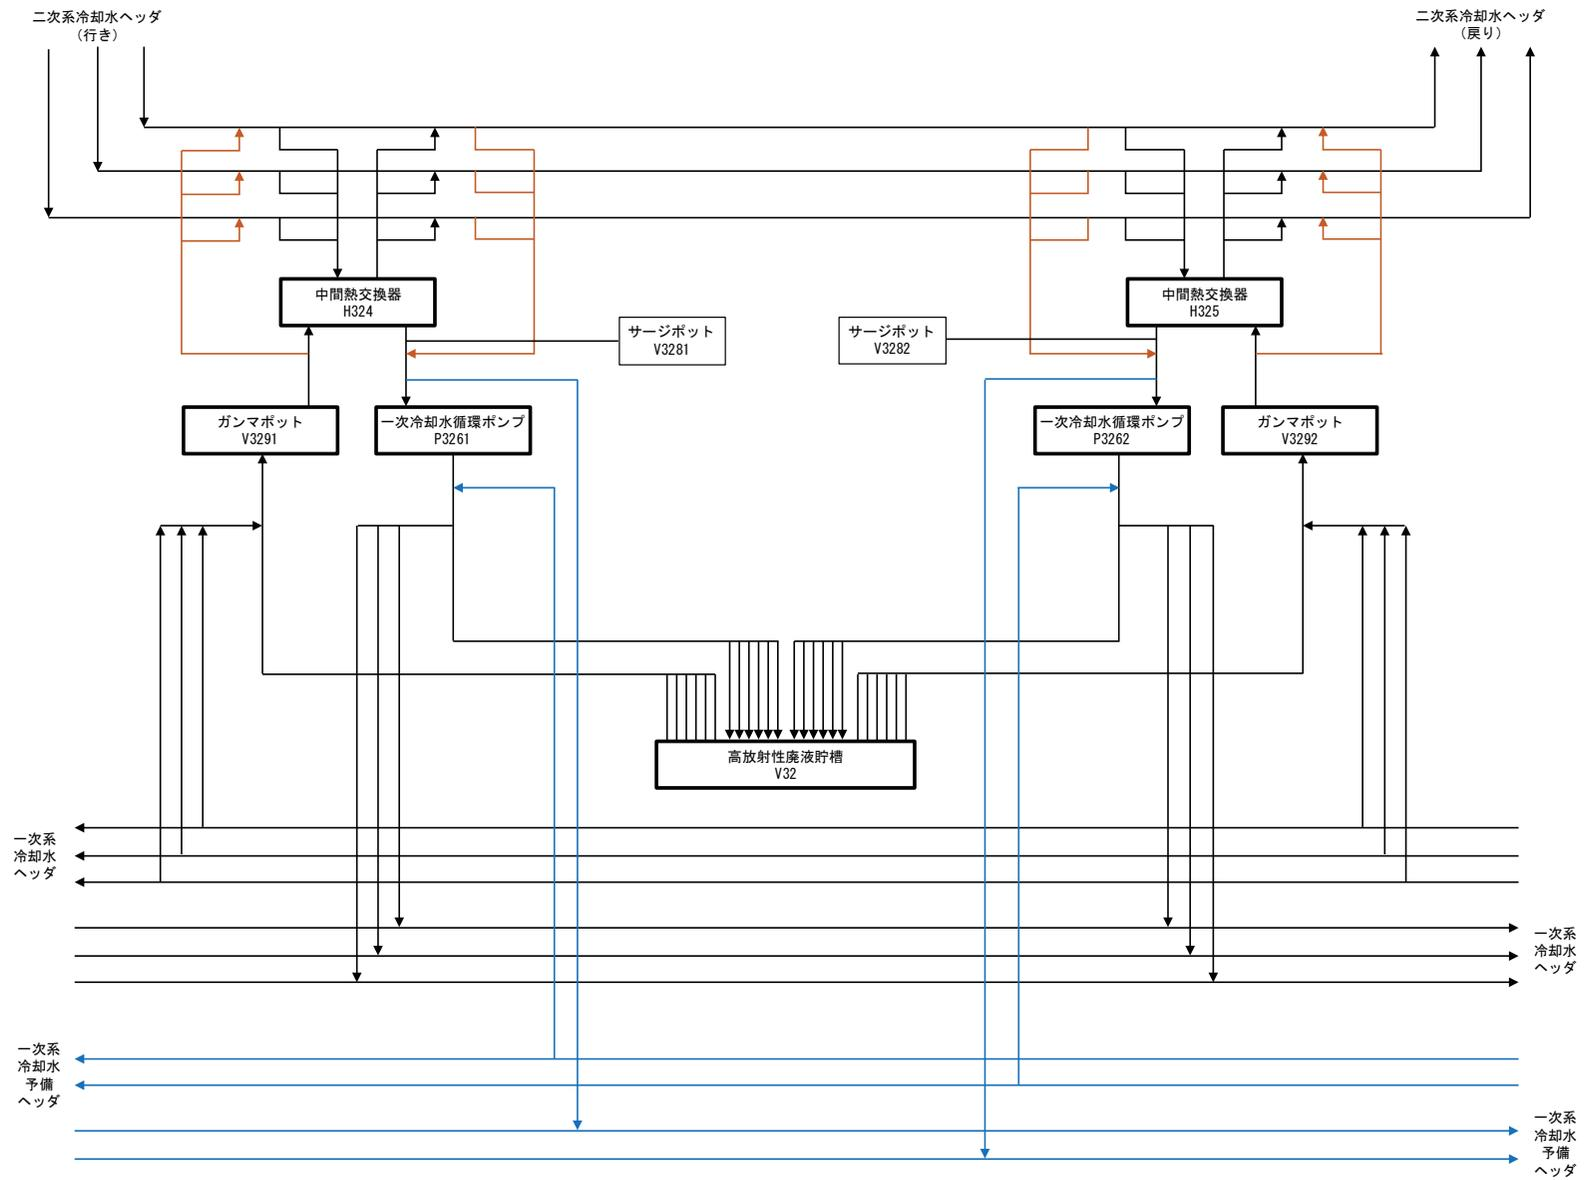 二次系冷却水ヘッダ
（行き）
二次系冷却水ヘッダ
（戻り）
中間熱交換器
H324
中間熱交換器
H325
サージポット
V3281
サージポット
V3282
ガンマポット
V3291
一次冷却水循環ポンプ
P3261
一次冷却水循環ポンプ
P3262
ガンマポット
V3292
高放射性廃液貯槽
V32
一次系
冷却水
ヘッダ
一次系
冷却水
ヘッダ
一次系
冷却水
予備
ヘッダ
一次系
冷却水
予備
ヘッダ